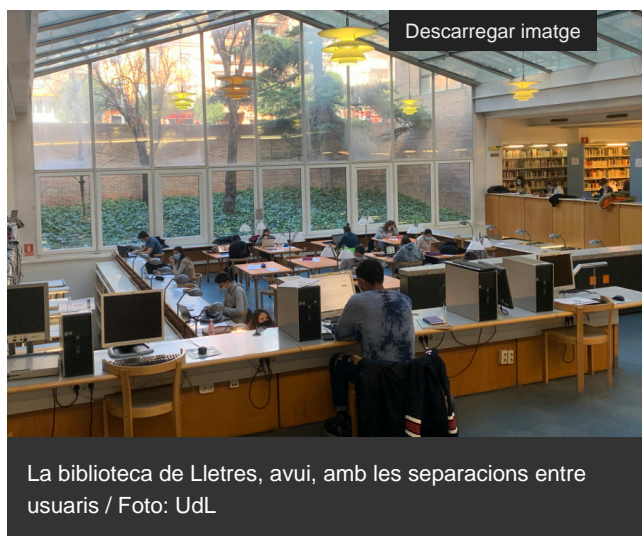 Descarregar imatge
La biblioteca de Lletres, avui, amb les separacions entre
usuaris / Foto: UdL